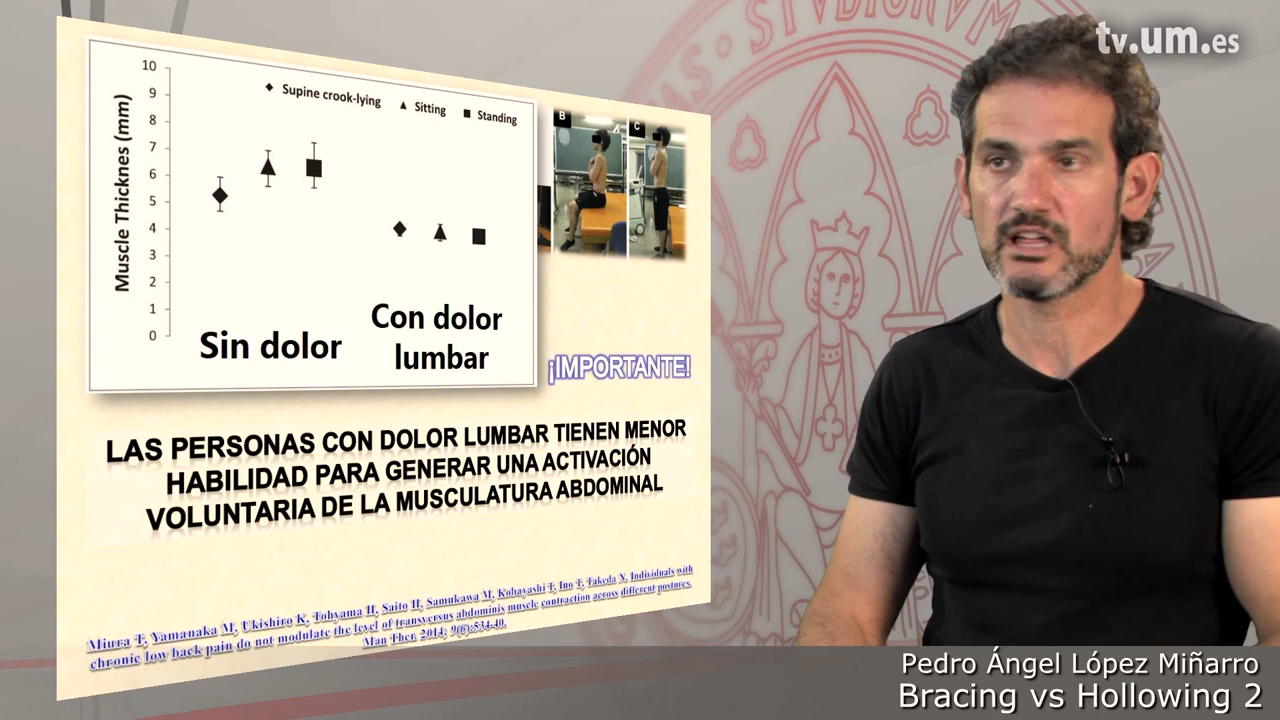 tv.um.es
STVDIORVM
10
9
8
7
6
5
4
3
2
1
0
Muscle Thicknes (mm)
Supine crook-lying
Sitting
Standing
Sin dolor
Con dolor
lumbar
B
C
¡IMPORTANTE!
LAS PERSONAS CON DOLOR LUMBAR TIENEN MENOR
HABILIDAD PARA GENERAR UNA ACTIVACIÓN
VOLUNTARIA DE LA MUSCULATURA ABDOMINAL
Miura T, Yamanaka M, Ukishiro K, Tohyama H, Saito H, Samukawa M, Kobayashi T, Ino T, Takeda N. Individuals with
chronic low back pain do not modulate the level of transversus abdominis muscle contraction across different postures.
Man Ther. 2014; 9(6):534-40.
Pedro Ángel López Miñarro
Bracing vs Hollowing 2